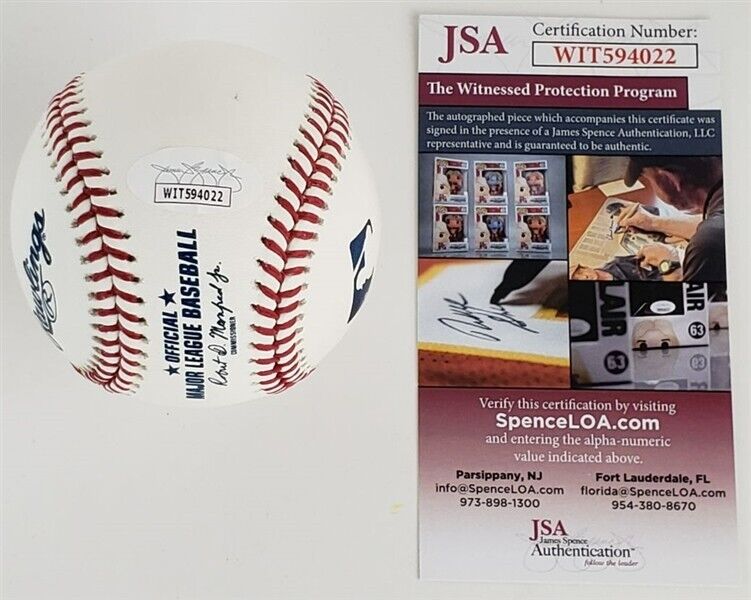 WIT594022
Rawlings
OFFICIAL
MAJOR LEAGUE BASEBALL
Robert D. Manfred Jr.
COMMISSIONER
JSA
Certification Number:
WIT594022
The Witnessed Protection Program
The autographed piece which accompanies this certificate was
signed in the presence of a James Spence Authentication, LLC
representative and is guaranteed to be authentic.
LAIR
63
63
Verify this certification by visiting
SpenceLOA.com
and entering the alpha-numeric
value indicated above.
Parsippany, NJ
info@SpenceLOA.com
973-898-1300
Fort Lauderdale, FL
florida@SpenceLOA.com
954-380-8670
JSA
James Spence
Authentication™
follow the leader